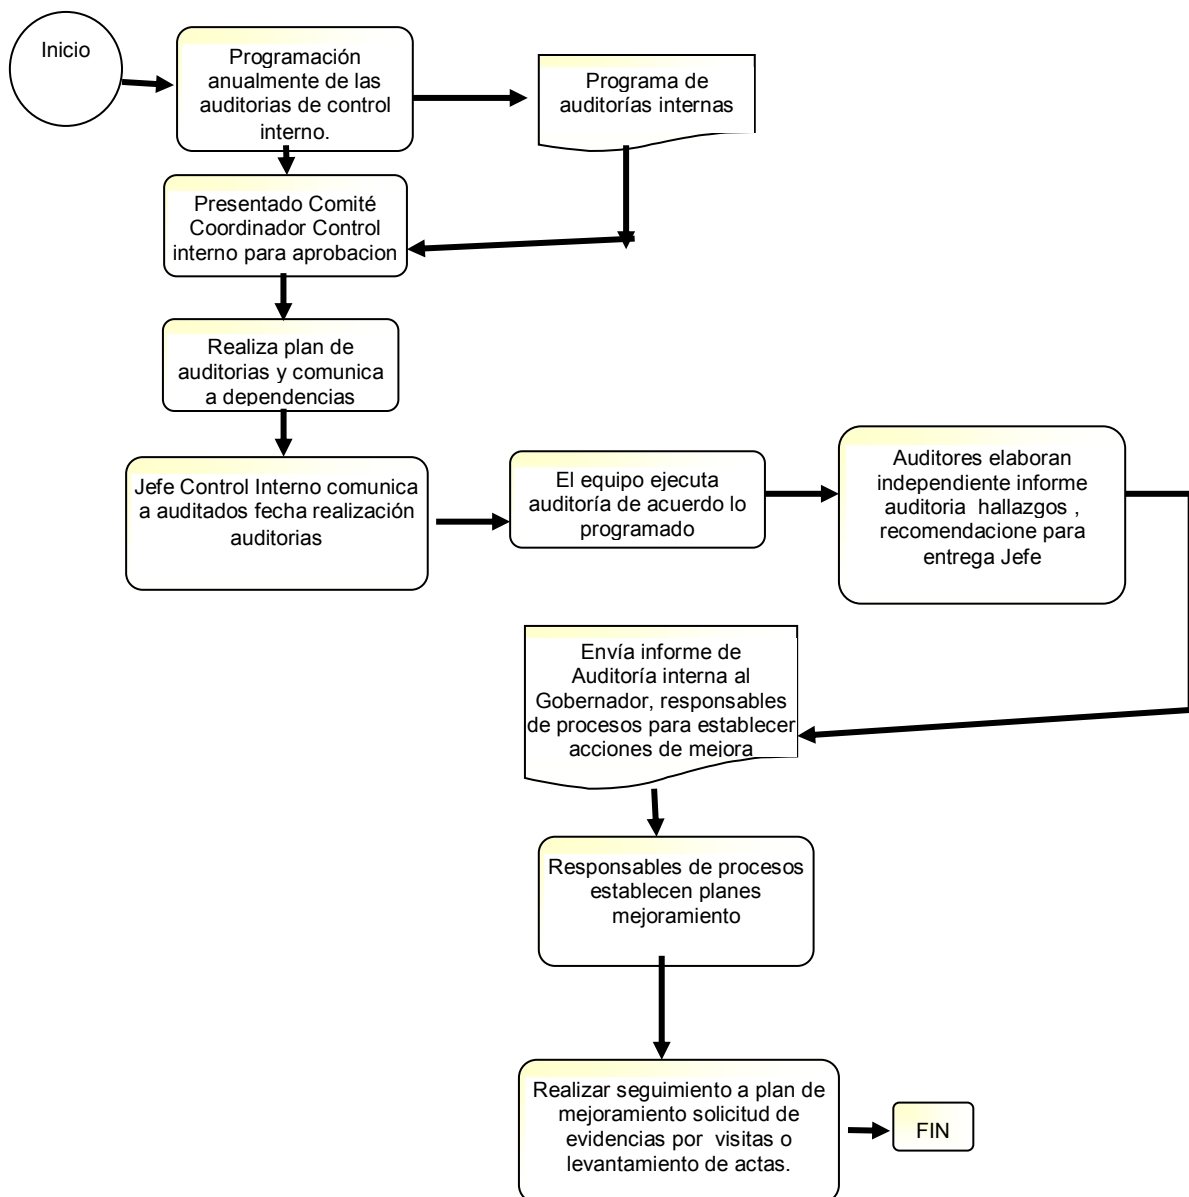 Inicio
Programación
anualmente de las
auditorias de control
interno.
Programa de
auditorías internas
Presentado Comité
Coordinador Control
interno para aprobacion
Realiza plan de
auditorias y comunica
a dependencias
Jefe Control Interno comunica
a auditados fecha realización
auditorias
El equipo ejecuta
auditoría de acuerdo lo
programado
Auditores elaboran
independiente informe
auditoria hallazgos ,
recomendacione para
entrega Jefe
Envía informe de
Auditoría interna al
Gobernador, responsables
de procesos para establecer
acciones de mejora
Responsables de procesos
establecen planes
mejoramiento
Realizar seguimiento a plan de
mejoramiento solicitud de
evidencias por visitas o
levantamiento de actas.
FIN